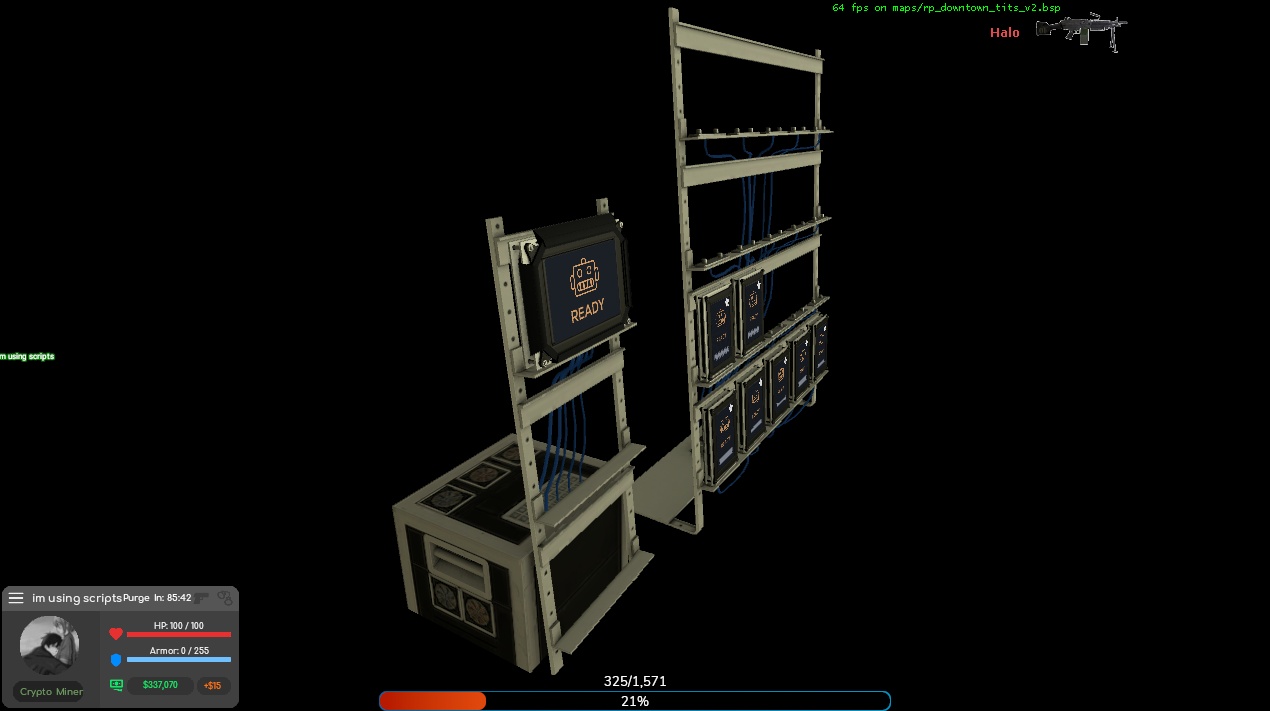 64 fps on maps/rp_downtown_tits_v2.bsp
Halo
READY
m using scripts
im using scripts Purge In: 85:42
HP: 100 / 100
Armor: 0 / 255
$337,070 +$15
Crypto Miner
325/1,571
21%